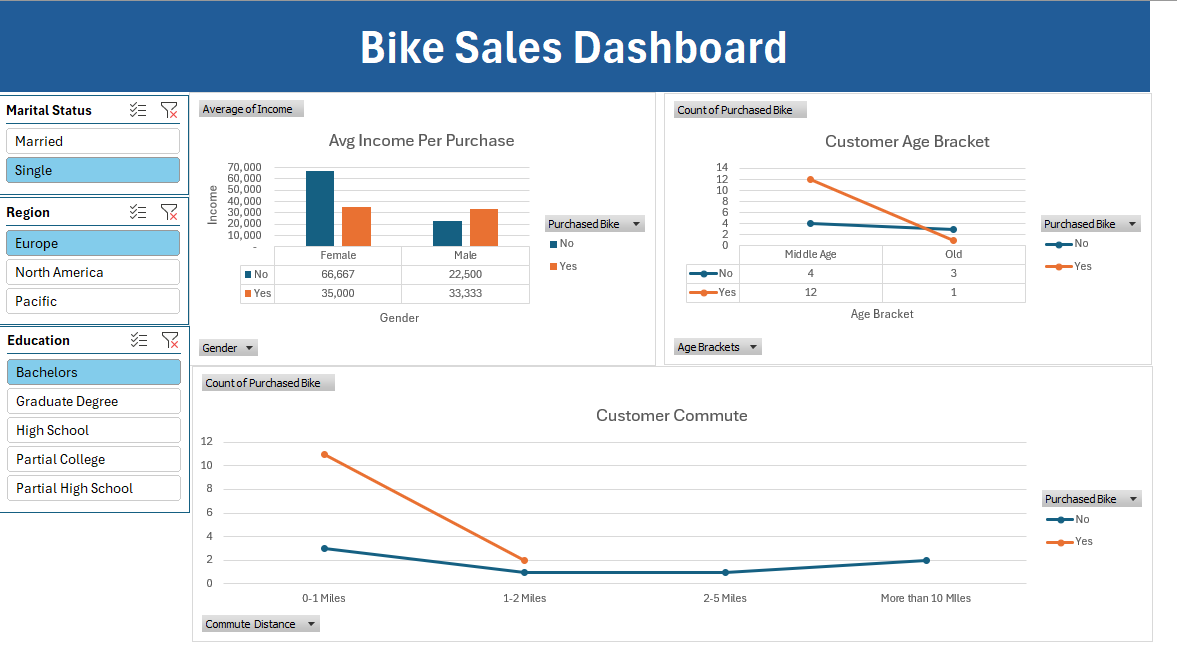 Bike Sales Dashboard
Marital Status
Married
Single
Region
Europe
North America
Pacific
Education
Bachelors
Graduate Degree
High School
Partial College
Partial High School
Average of Income
Avg Income Per Purchase
Income
70,000
60,000
50,000
40,000
30,000
20,000
10,000
-
Female Male
No 66,667 22,500
Yes 35,000 33,333
Gender
Purchased Bike
No
Yes
Gender
Count of Purchased Bike
Customer Age Bracket
14
12
10
8
6
4
2
0
Middle Age Old
No 4 3
Yes 12 1
Age Bracket
Purchased Bike
No
Yes
Age Brackets
Count of Purchased Bike
Customer Commute
12
10
8
6
4
2
0
0-1 Miles 1-2 Miles 2-5 Miles More than 10 MIles
Purchased Bike
No
Yes
Commute Distance